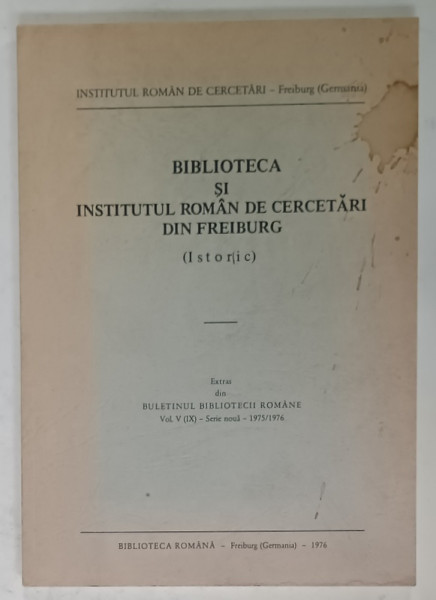 INSTITUTUL ROMÂN DE CERCETĂRI – Freiburg (Germania)
BIBLIOTECA
ȘI
INSTITUTUL ROMÂN DE CERCETĂRI
DIN FREIBURG
(Istoric)
Extras
din
BULETINUL BIBLIOTECII ROMÂNE
Vol. V (IX) – Serie nouă – 1975/1976
BIBLIOTECA ROMÂNĂ – Freiburg (Germania) – 1976